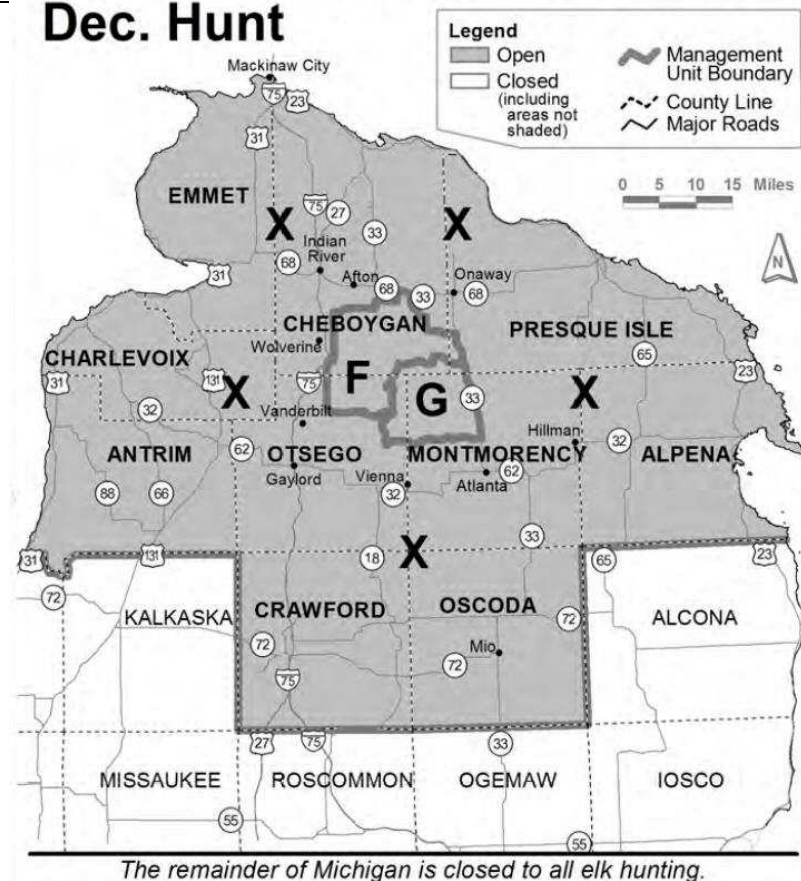 Dec. Hunt
Legend
Open
Closed
(including
areas not
shaded)
Management
Unit Boundary
County Line
Major Roads
0 5 10 15 Miles
N
Mackinaw City
75
23
31
EMMET
75
27
X
X
33
Indian
River
31
68
Afton
68
33
Onaway
68
CHEBOYGAN
PRESQUE ISLE
Wolverine
65
CHARLEVOIX
31
131
X
75
F
G
33
X
23
32
Vanderbilt
Hillman
62
32
ANTRIM
OTSEGO
MONTMORENCY
ALPENA
Gaylord
Vienna
62
Atlanta
88
66
32
33
31
131
18
X
65
23
72
KALKASKA
CRAWFORD
OSCODA
72
ALCONA
72
72
Mio
72
75
27
75
33
MISSAUKEE
ROSCOMMON
OGEMAW
IOSCO
55
55
The remainder of Michigan is closed to all elk hunting.